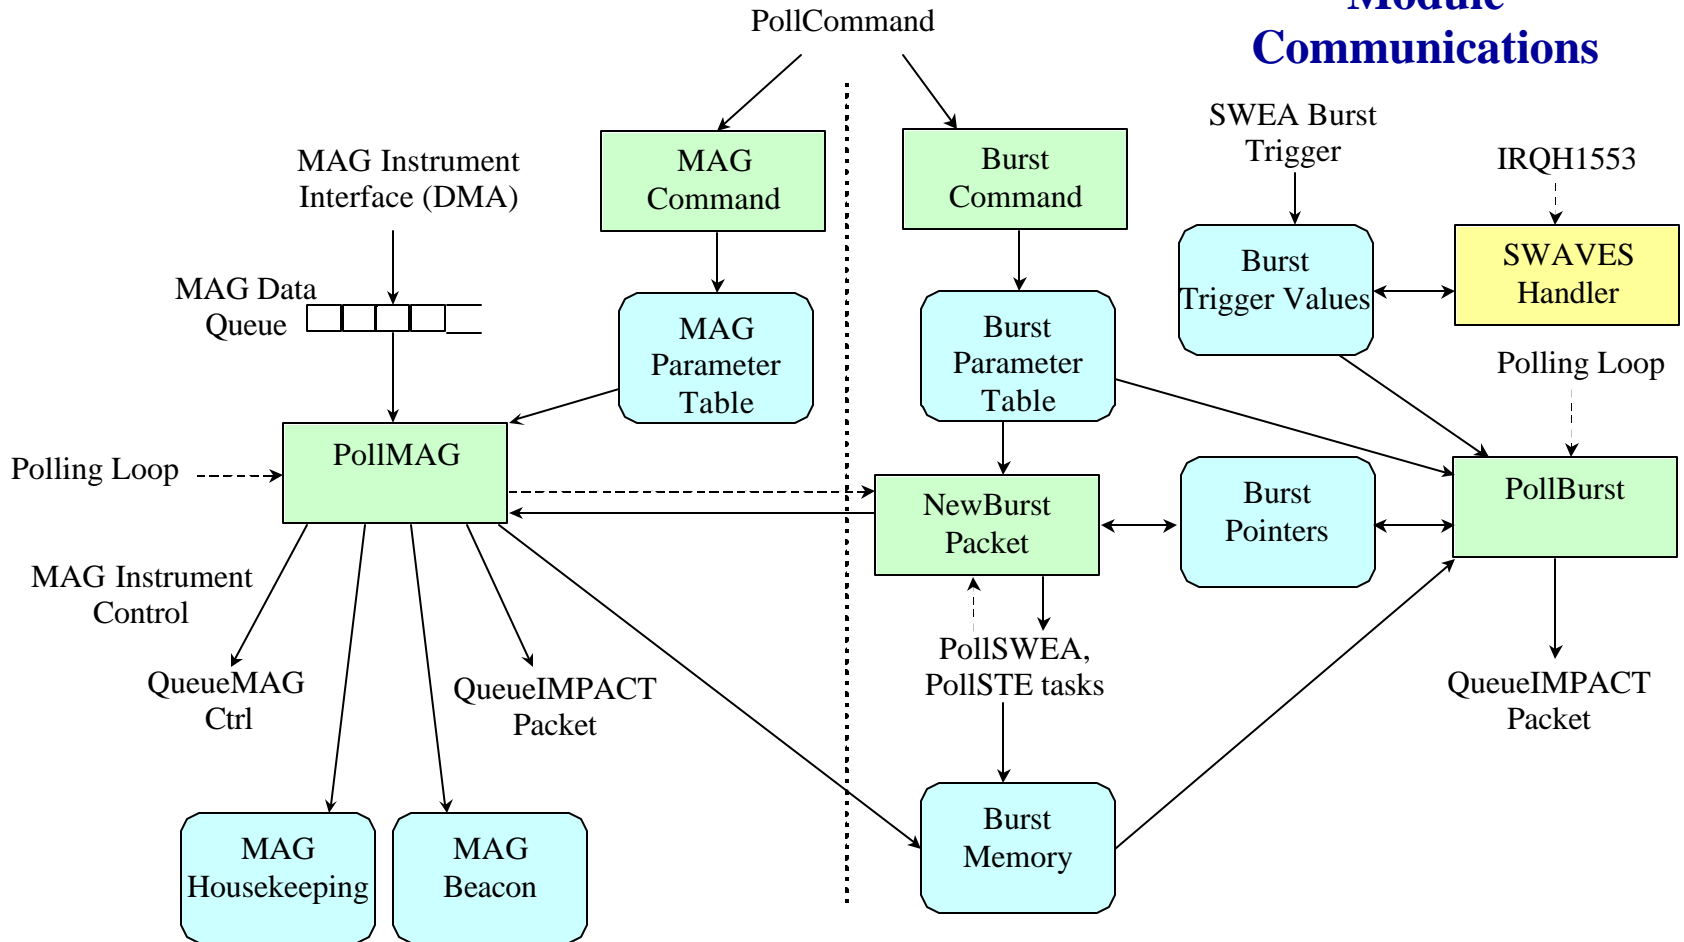 Module
Communications
PollCommand
SWEA Burst
Trigger
IRQH1553
MAG Instrument
Interface (DMA)
MAG
Command
Burst
Command
Burst
Trigger Values
SWAVES
Handler
MAG Data
Queue
MAG
Parameter
Table
Burst
Parameter
Table
Polling Loop
Polling Loop
PollMAG
NewBurst
Packet
Burst
Pointers
PollBurst
MAG Instrument
Control
QueueMAG
Ctrl
QueueIMPACT
Packet
PollSWEA,
PollSTE tasks
QueueIMPACT
Packet
MAG
Housekeeping
MAG
Beacon
Burst
Memory